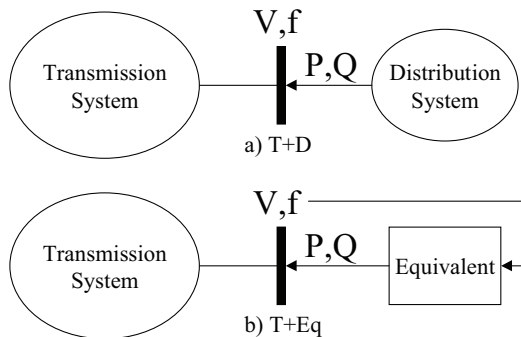 V,f
Transmission
System
P,Q
Distribution
System
a) T+D
V,f
Transmission
System
P,Q
Equivalent
b) T+Eq